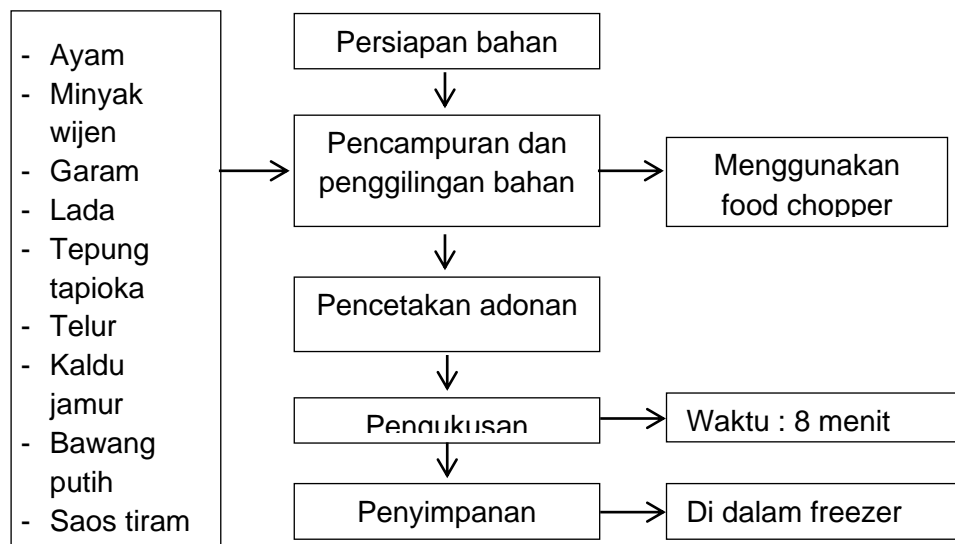 - Ayam
- Minyak
wijen
- Garam
- Lada
- Tepung
tapioka
- Telur
- Kaldu
jamur
- Bawang
putih
- Saos tiram
Persiapan bahan
Pencampuran dan
penggilingan bahan
Menggunakan
food chopper
Pencetakan adonan
Pengukusan
Waktu : 8 menit
Penyimpanan
Di dalam freezer